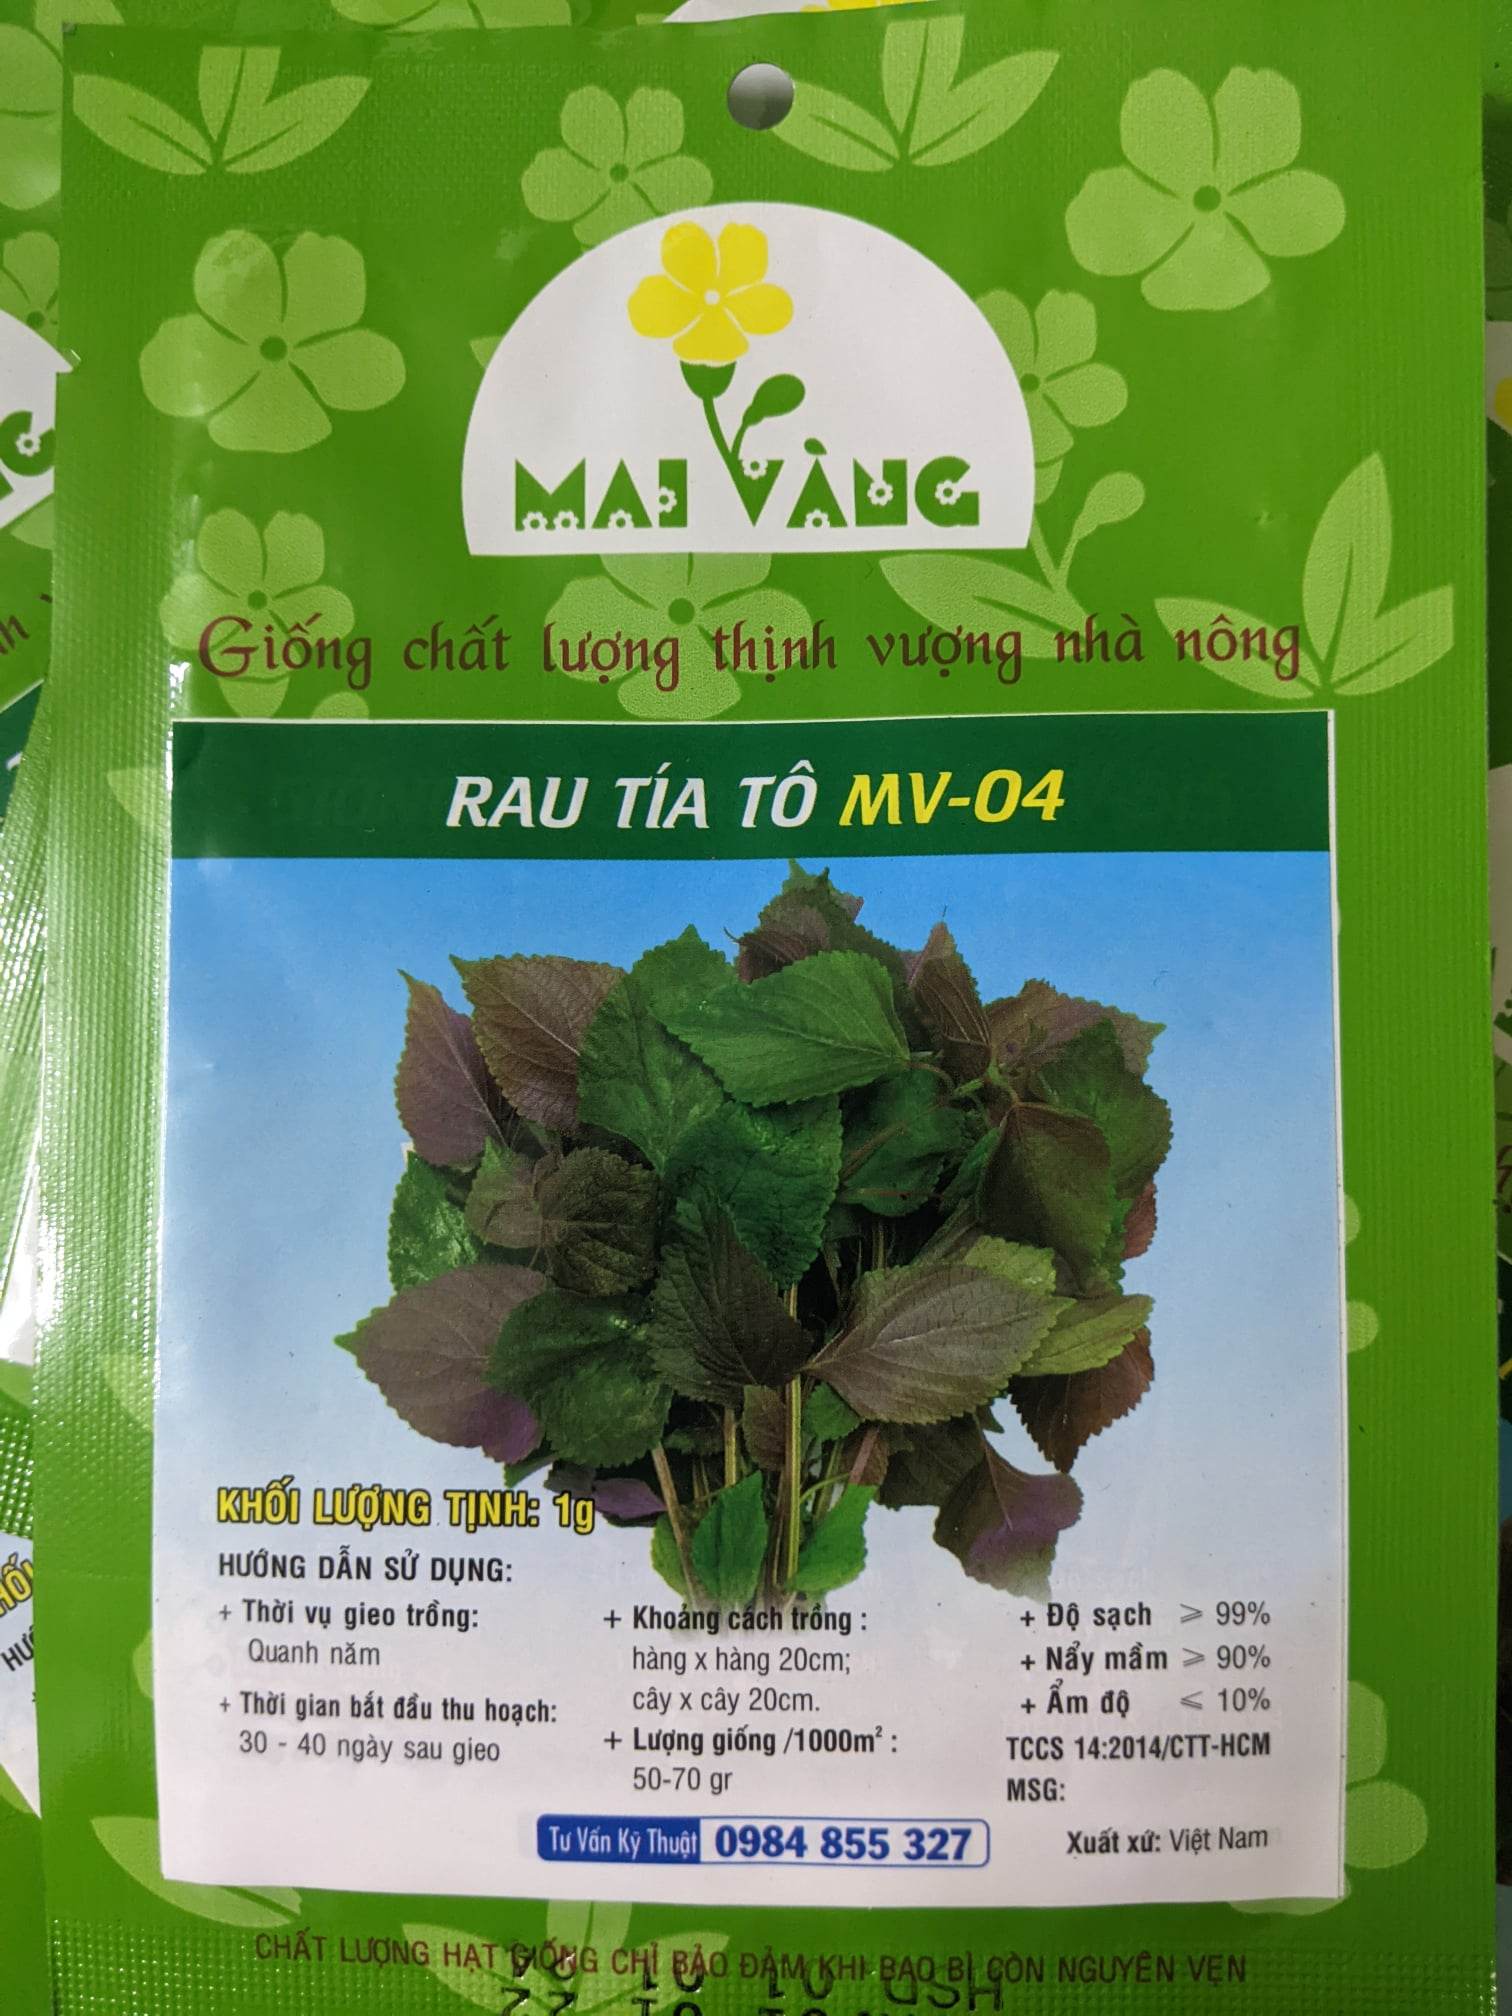 MAI VÀNG
Giống chất lượng thịnh vượng nhà nông
RAU TÍA TÔ MV-04
KHỐI LƯỢNG TỊNH: 1g
HƯỚNG DẪN SỬ DỤNG:
+ Thời vụ gieo trồng:
Quanh năm
+ Thời gian bắt đầu thu hoạch:
30 - 40 ngày sau gieo
+ Khoảng cách trồng :
hàng x hàng 20cm;
cây x cây 20cm.
+ Lượng giống /1000m² :
50-70 gr
+ Độ sạch ⩾ 99%
+ Nẩy mầm ⩾ 90%
+ Ẩm độ ⩽ 10%
TCCS 14:2014/CTT-HCM
MSG:
Tư Vấn Kỹ Thuật 0984 855 327
Xuất xứ: Việt Nam
CHẤT LƯỢNG HẠT GIỐNG CHỈ BẢO ĐẢM KHI BAO BÌ CÒN NGUYÊN VẸN
HSD